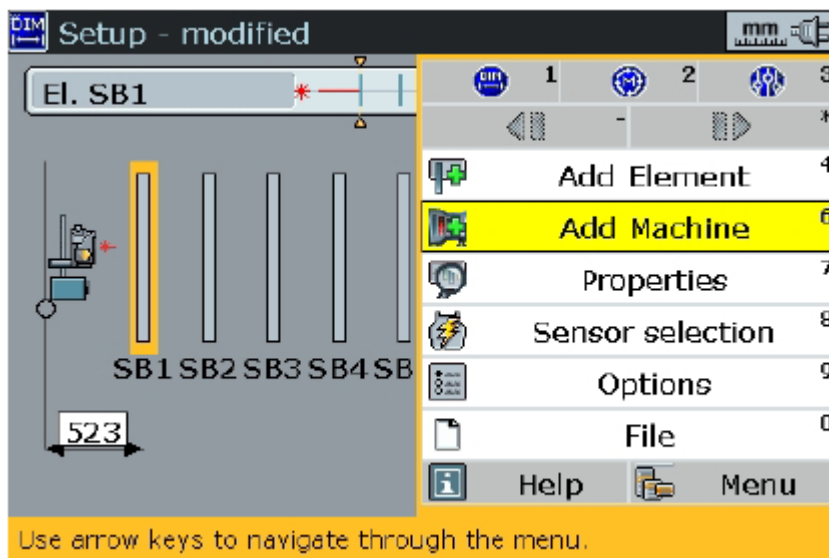 DIM Setup - modified mm
El. SB1
DIM 1 M 2 3
- *
Add Element 4
Add Machine 6
Properties 7
Sensor selection 8
Options 9
File 0
i Help Menu
SB1 SB2 SB3 SB4 SB
523
Use arrow keys to navigate through the menu.